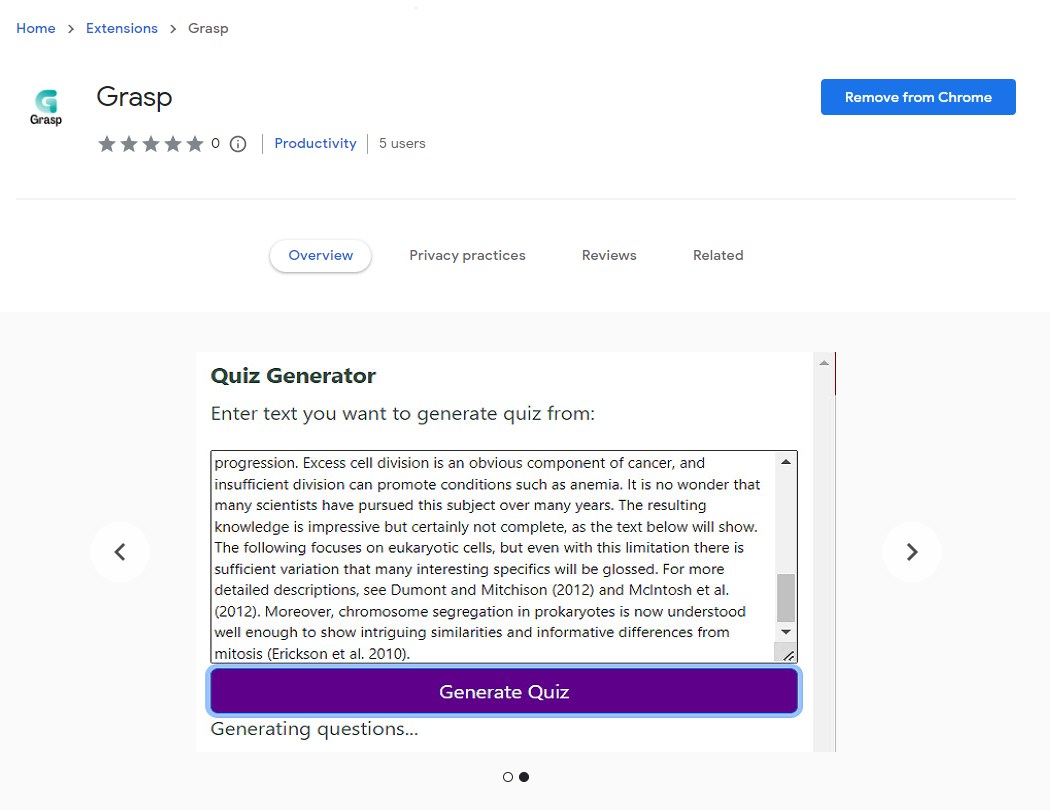 Home > Extensions > Grasp
Grasp
Grasp
Remove from Chrome
0 Productivity 5 users
Overview Privacy practices Reviews Related
Quiz Generator
Enter text you want to generate quiz from:
progression. Excess cell division is an obvious component of cancer, and
insufficient division can promote conditions such as anemia. It is no wonder that
many scientists have pursued this subject over many years. The resulting
knowledge is impressive but certainly not complete, as the text below will show.
The following focuses on eukaryotic cells, but even with this limitation there is
sufficient variation that many interesting specifics will be glossed. For more
detailed descriptions, see Dumont and Mitchison (2012) and McIntosh et al.
(2012). Moreover, chromosome segregation in prokaryotes is now understood
well enough to show intriguing similarities and informative differences from
mitosis (Erickson et al. 2010).
Generate Quiz
Generating questions...